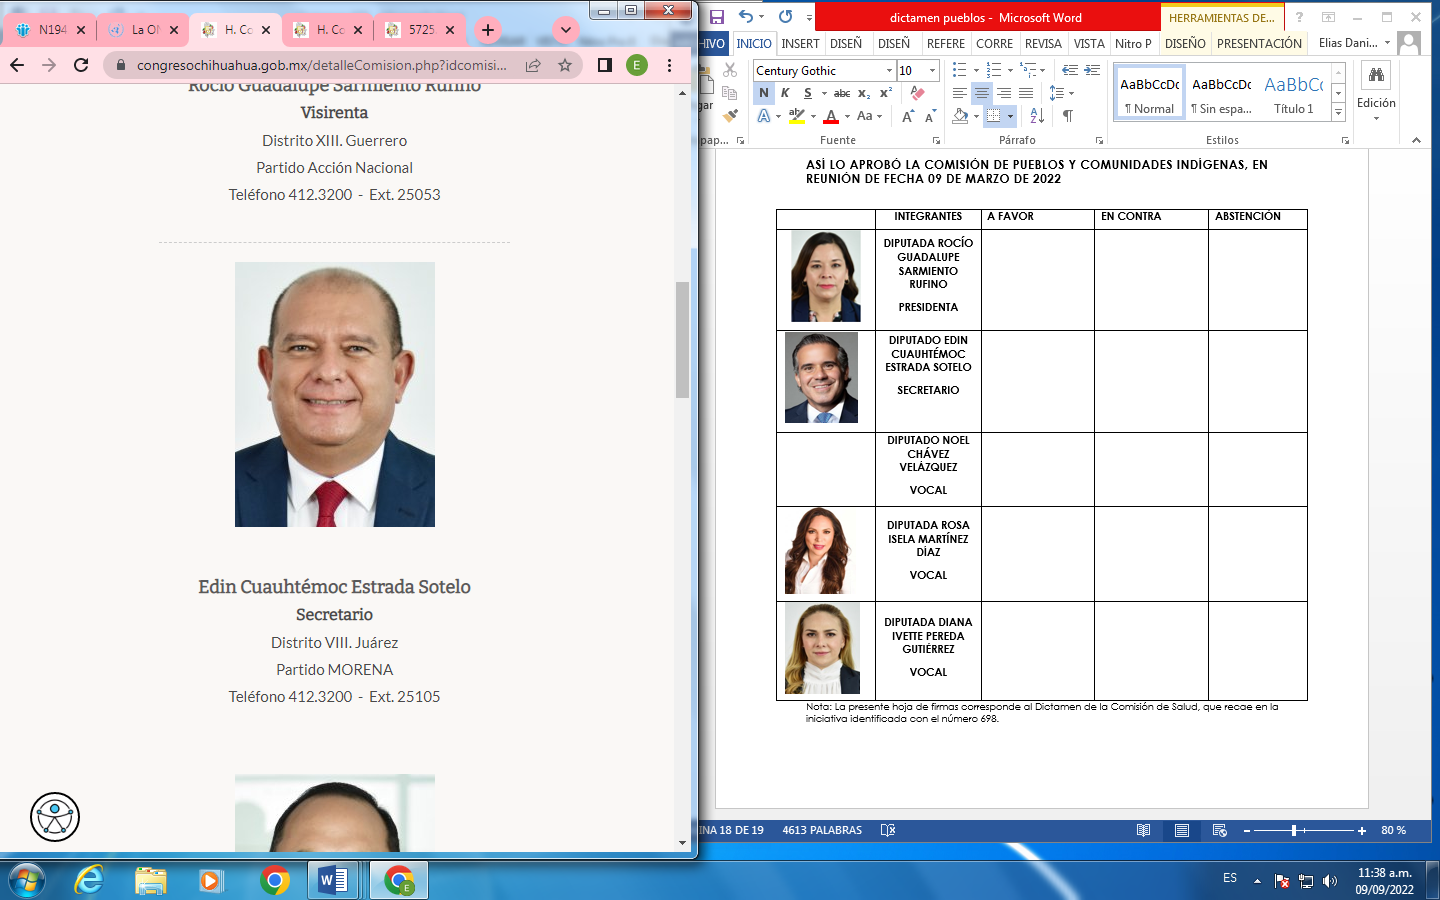 N194
La ON
H. Co
H. Co
5725
congresochihuahua.gob.mx/detalleComision.php?idcomisi...
E
Rocío Guadalupe Sarmiento Rufino
Visirenta
Distrito XIII. Guerrero
Partido Acción Nacional
Teléfono 412.3200 - Ext. 25053
Edin Cuauhtémoc Estrada Sotelo
Secretario
Distrito VIII. Juárez
Partido MORENA
Teléfono 412.3200 - Ext. 25105
dictamen pueblos - Microsoft Word
HERRAMIENTAS DE...
HIVO INICIO INSERT DISEÑ DISEÑ REFERE CORRE REVISA VISTA Nitro P DISEÑO PRESENTACIÓN Elias Dani...
Century Gothic 10
N K S abc x₂ x²
A A Aa A A
gar
pap...
Fuente
Párrafo
AaBbCcDc AaBbCcDc AaBbCc
¶ Normal ¶ Sin espa... Título 1
Estilos
Edición
ASÍ LO APROBÓ LA COMISIÓN DE PUEBLOS Y COMUNIDADES INDÍGENAS, EN
REUNIÓN DE FECHA 09 DE MARZO DE 2022
INTEGRANTES A FAVOR EN CONTRA ABSTENCIÓN
DIPUTADA ROCÍO
GUADALUPE
SARMIENTO
RUFINO
PRESIDENTA
DIPUTADO EDIN
CUAUHTÉMOC
ESTRADA SOTELO
SECRETARIO
DIPUTADO NOEL
CHÁVEZ
VELÁZQUEZ
VOCAL
DIPUTADA ROSA
ISELA MARTÍNEZ
DÍAZ
VOCAL
DIPUTADA DIANA
IVETTE PEREDA
GUTIÉRREZ
VOCAL
Nota: La presente hoja de firmas corresponde al Dictamen de la Comisión de Salud, que recae en la
iniciativa identificada con el número 698.
INA 18 DE 19 4613 PALABRAS
80 %
ES
11:38 a.m.
09/09/2022